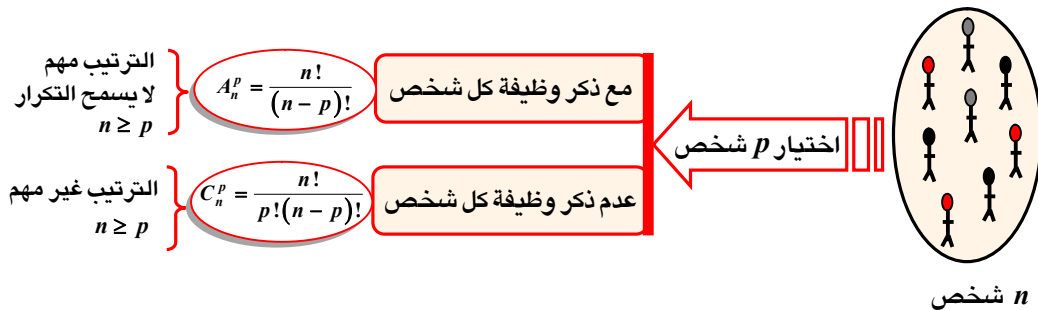 n شخص
اختيار p شخص
مع ذكر وظيفة كل شخص
A_n^p = n! / (n − p)!
الترتيب مهم
لا يسمح التكرار
n ≥ p
عدم ذكر وظيفة كل شخص
C_n^p = n! / p!(n − p)!
الترتيب غير مهم
n ≥ p